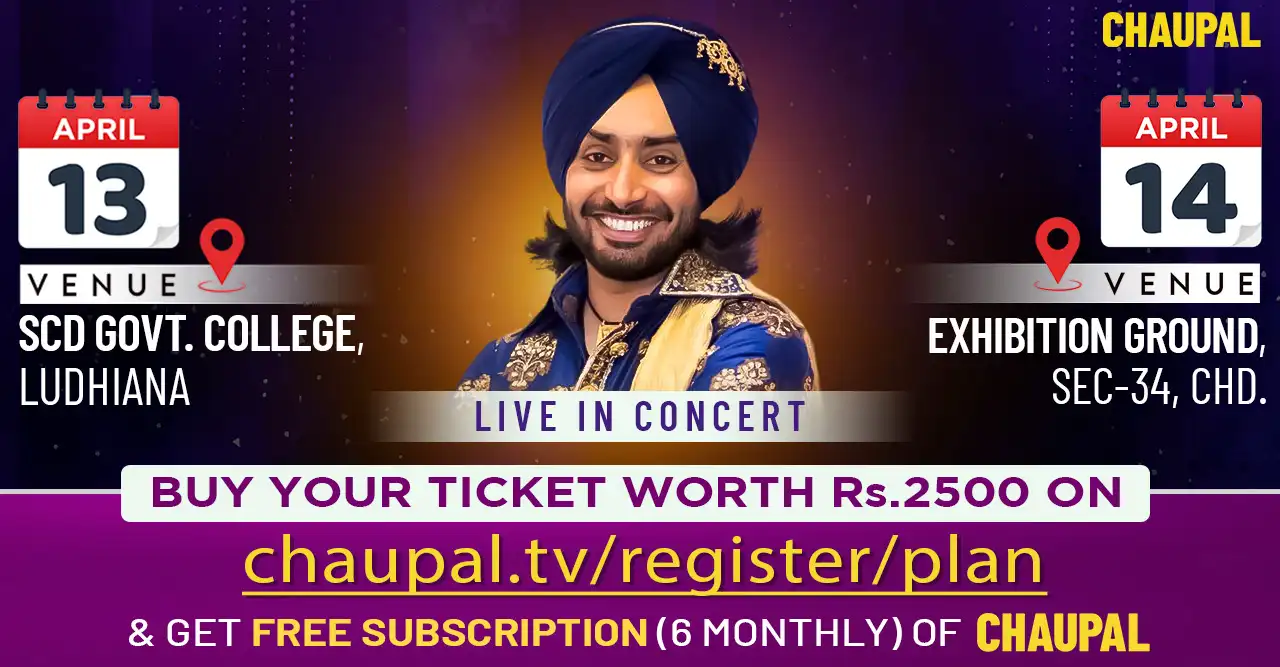 CHAUPAL
APRIL
13
VENUE
SCD GOVT. COLLEGE,
LUDHIANA
APRIL
14
VENUE
EXHIBITION GROUND,
SEC-34, CHD.
LIVE IN CONCERT
BUY YOUR TICKET WORTH Rs.2500 ON
chaupal.tv/register/plan
& GET FREE SUBSCRIPTION (6 MONTHLY) OF CHAUPAL